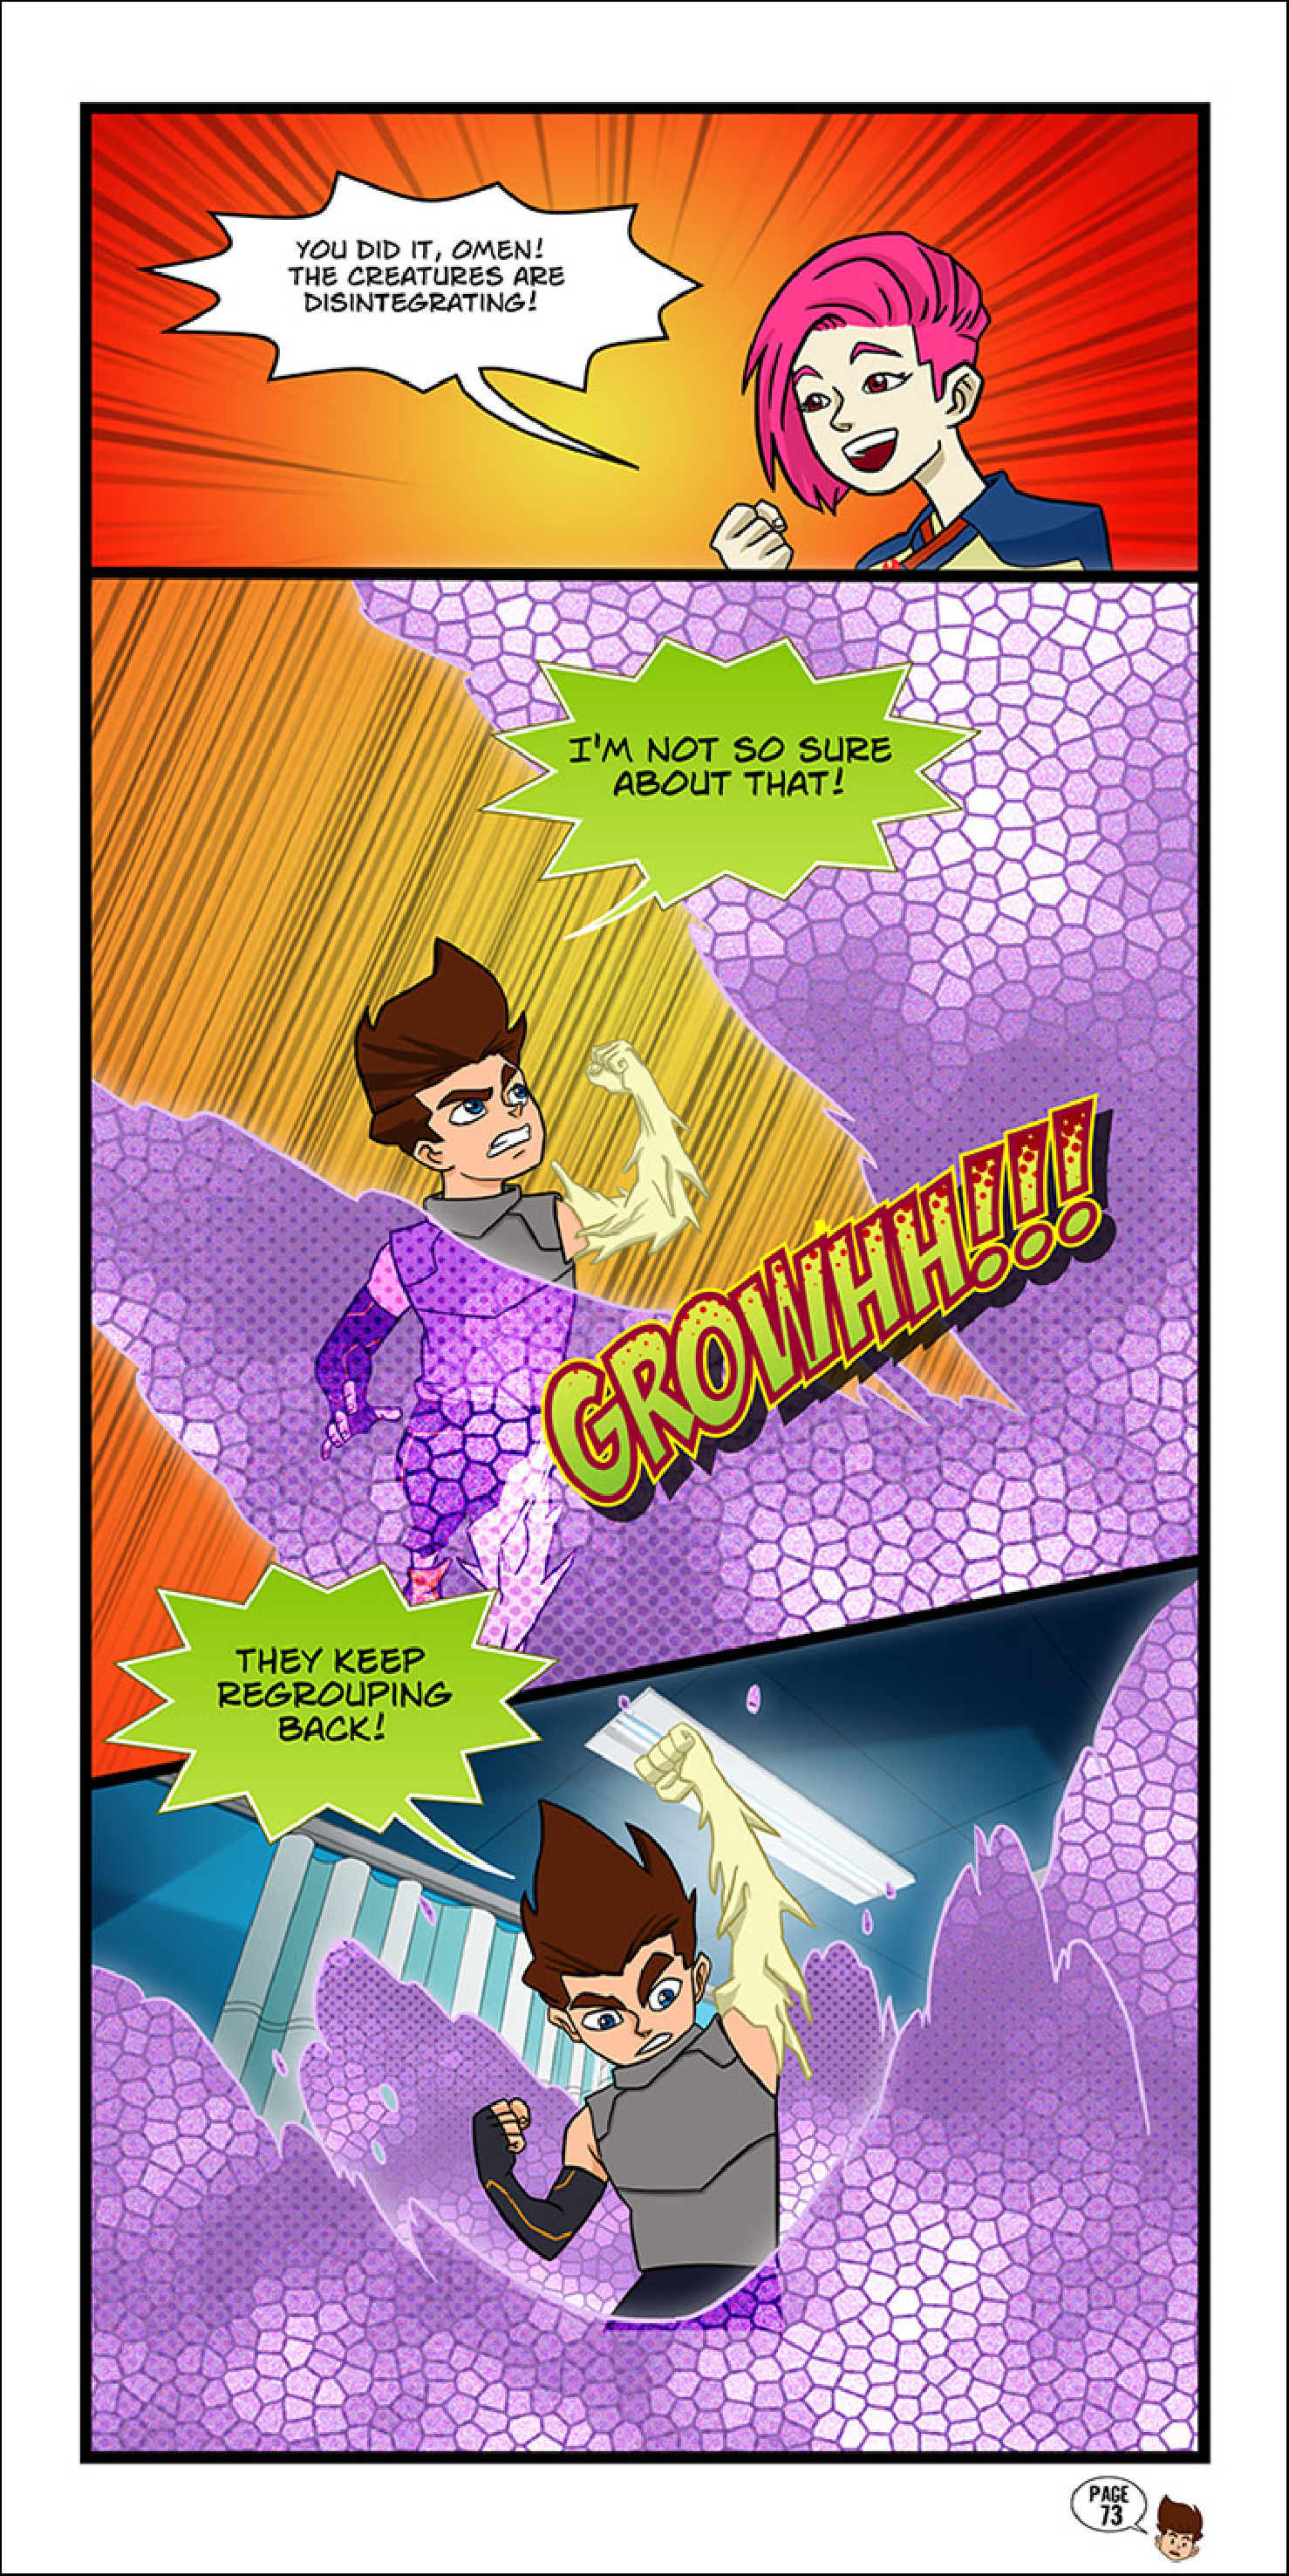 YOU DID IT, OMEN!
THE CREATURES ARE
DISINTEGRATING!
I'M NOT SO SURE
ABOUT THAT!
GROWHH!!!
THEY KEEP
REGROUPING
BACK!
PAGE
73